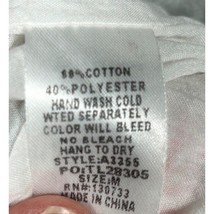 60% COTTON
40% POLYESTER
HAND WASH COLD
WTED SEPARATELY
COLOR WILL BLEED
NO BLEACH
HANG TO DRY
STYLE:A3355
PO:TL28305
SIZE:M
RN#:130733
MADE IN CHINA